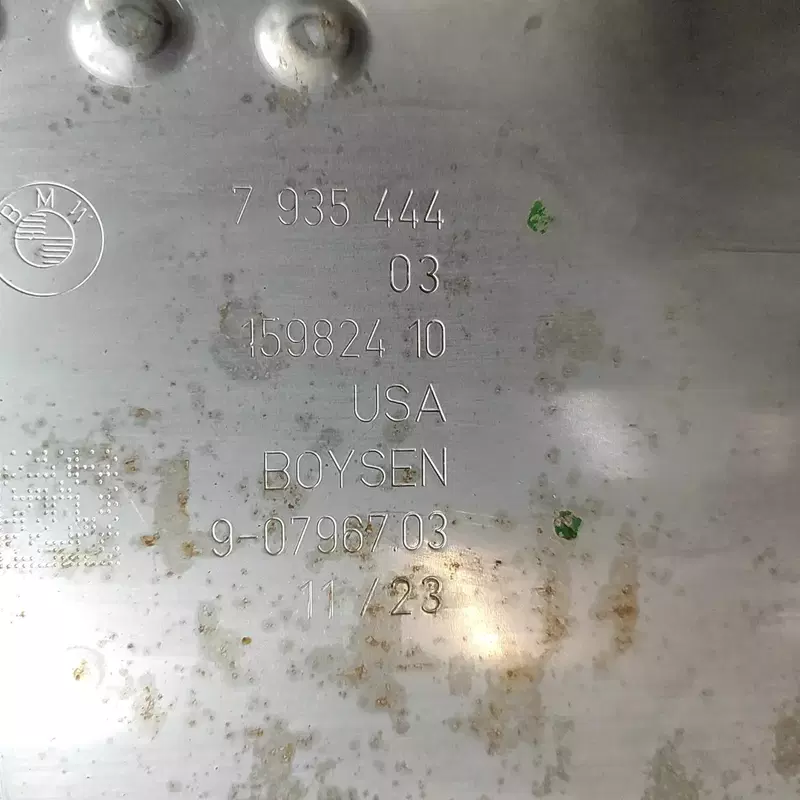 BMW
7 935 444
03
159824 10
USA
BOYSEN
9-07967.03
11 / 23